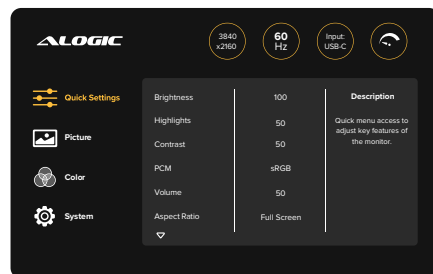 ALOGIC
3840
x2160
60
Hz
Input:
USB-C
Quick Settings
Picture
Color
System
Brightness 100
Highlights 50
Contrast 50
PCM sRGB
Volume 50
Aspect Ratio Full Screen
Description
Quick menu access to
adjust key features of
the monitor.